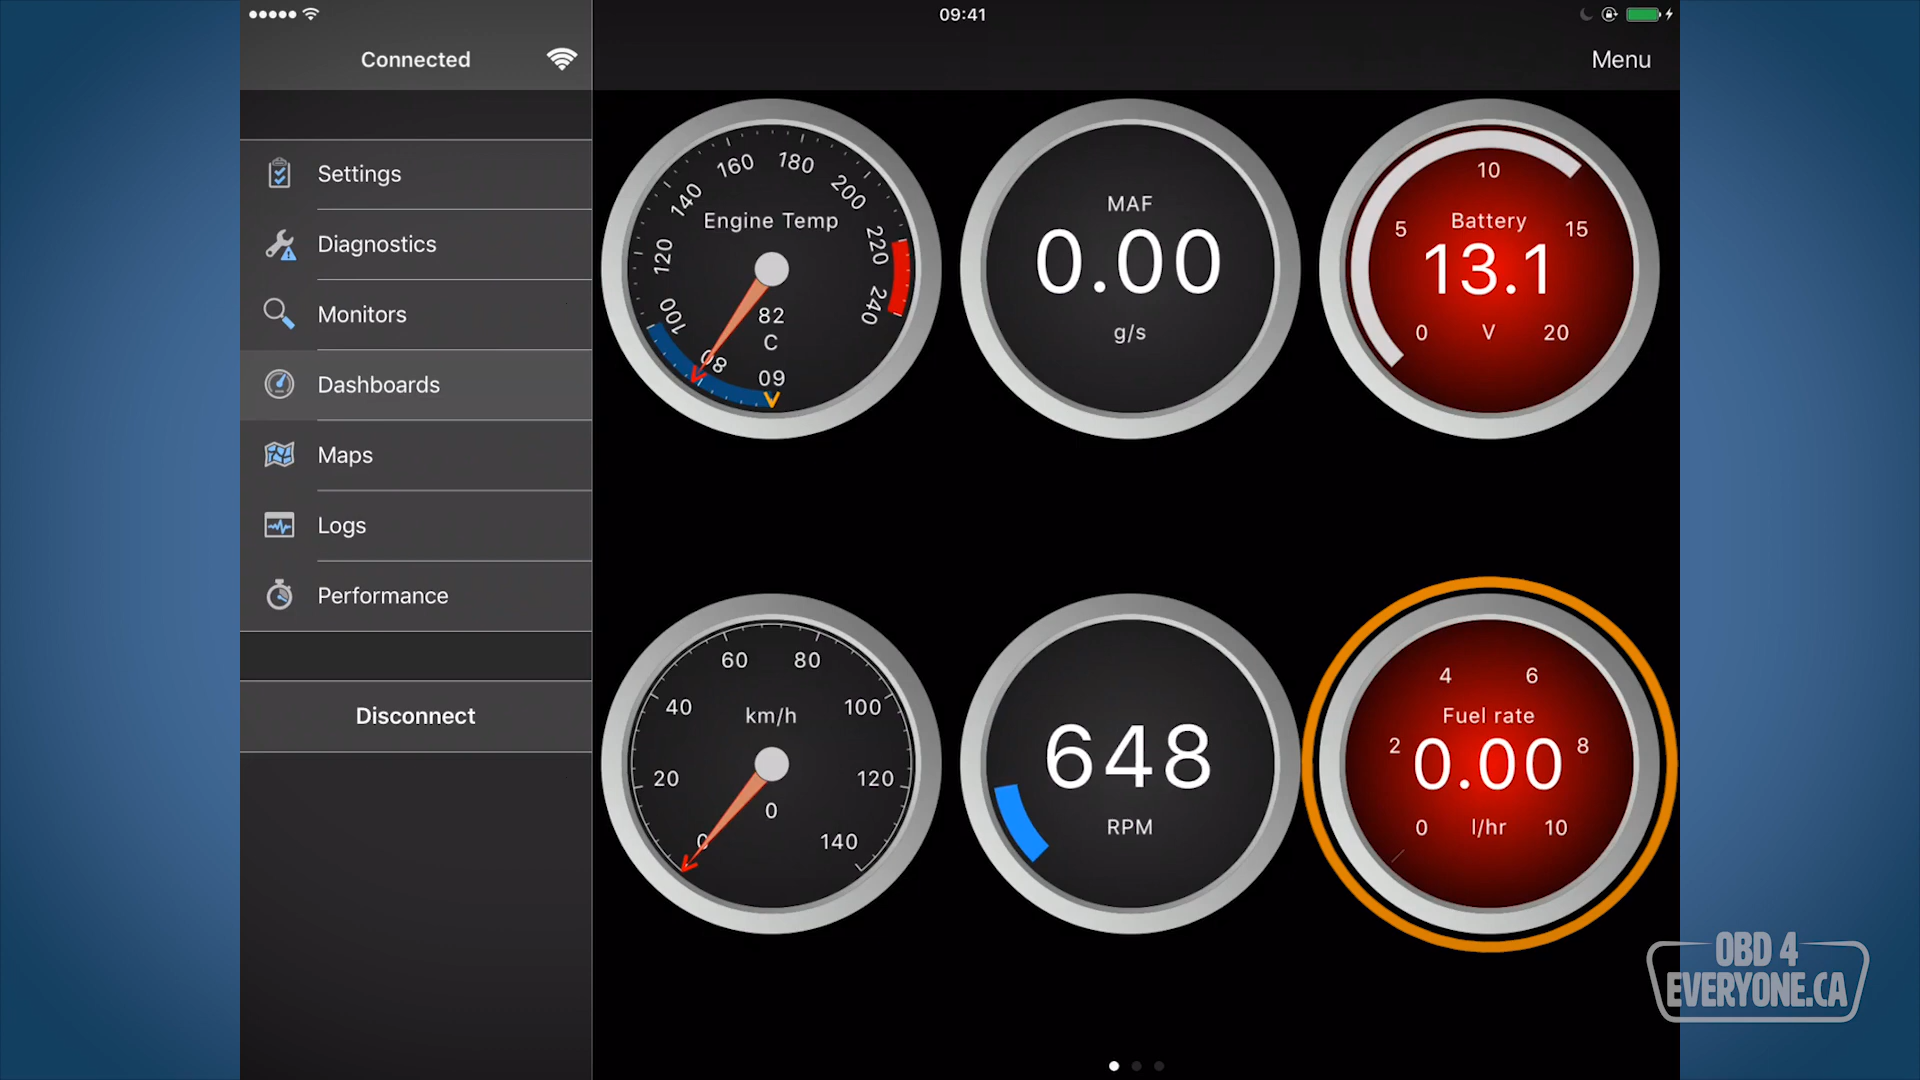 09:41
Connected
Menu
Settings
Diagnostics
Monitors
Dashboards
Maps
Logs
Performance
Disconnect
60 80 100 120 140 160 180 200 220 240
Engine Temp
82
C
MAF
0.00
g/s
0 5 10 15 20
Battery
13.1
V
0 20 40 60 80 100 120 140
km/h
0
648
RPM
0 2 4 6 8 10
Fuel rate
0.00
l/hr
OBD 4
EVERYONE.CA